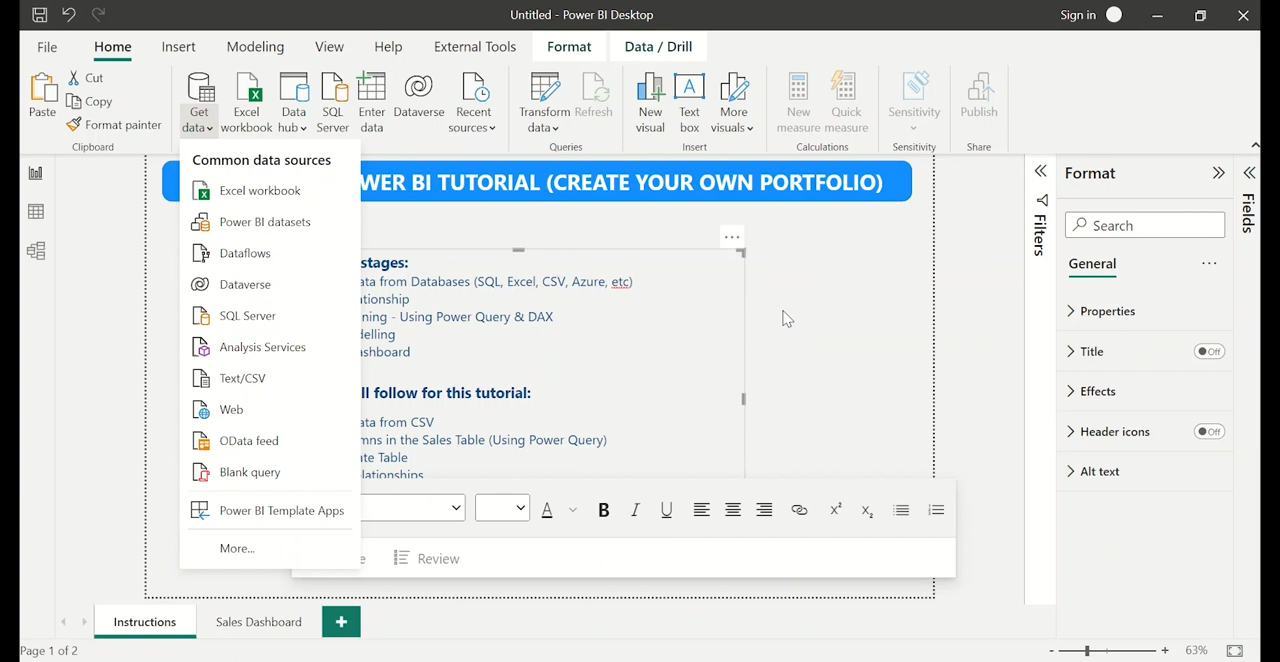 Untitled - Power BI Desktop
Sign in
File Home Insert Modeling View Help External Tools Format Data / Drill
Paste
Cut
Copy
Format painter
Clipboard
Get data
Excel workbook
Data hub
SQL Server
Enter data
Dataverse
Recent sources
Transform data
Refresh
Queries
New visual
Text box
More visuals
Insert
New measure
Quick measure
Calculations
Sensitivity
Sensitivity
Publish
Share
Common data sources
Excel workbook
Power BI datasets
Dataflows
Dataverse
SQL Server
Analysis Services
Text/CSV
Web
OData feed
Blank query
Power BI Template Apps
More...
WER BI TUTORIAL (CREATE YOUR OWN PORTFOLIO)
stages:
ata from Databases (SQL, Excel, CSV, Azure, etc)
ationship
ning - Using Power Query & DAX
delling
ashboard
ll follow for this tutorial:
ata from CSV
mns in the Sales Table (Using Power Query)
ate Table
elationships
A B I U x² x₂
e Review
Filters
Format
Search
General
Properties
Title Off
Effects
Header icons Off
Alt text
Fields
Instructions Sales Dashboard +
Page 1 of 2
- + 63%